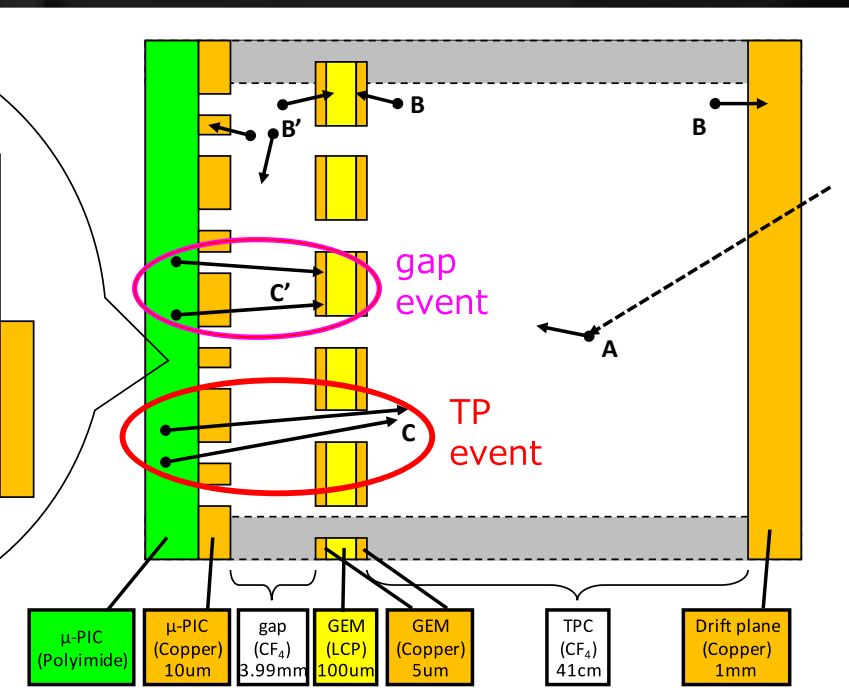 B
B
B’
gap
event
C’
A
TP
event
C
μ-PIC
(Polyimide)
μ-PIC
(Copper)
10um
gap
(CF₄)
3.99mm
GEM
(LCP)
100um
GEM
(Copper)
5um
TPC
(CF₄)
41cm
Drift plane
(Copper)
1mm